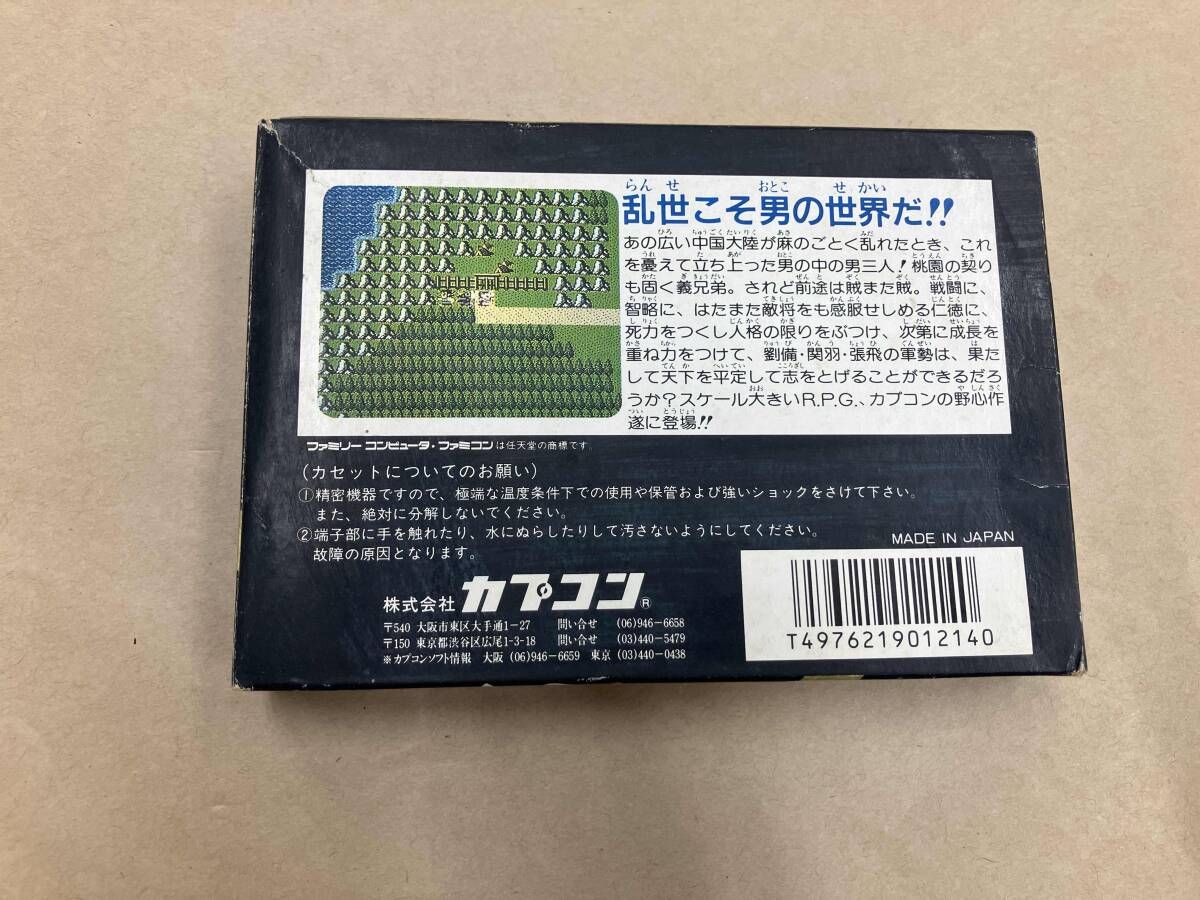 乱世こそ男の世界だ!!
あの広い中国大陸が麻のごとく乱れたとき、これ
を憂えて立ち上った男の中の男三人!桃園の契り
も固く義兄弟。されど前途は賊また賊。戦闘に、
智略に、はたまた敵将をも感服せしめる仁徳に、
死力をつくし人格の限りをぶつけ、次第に成長を
重ね力をつけて、劉備・関羽・張飛の軍勢は、果た
して天下を平定して志をとげることができるだろ
うか?スケール大きいR.P.G.、カプコンの野心作
遂に登場!!
ファミリーコンピュータ・ファミコンは任天堂の商標です。
(カセットについてのお願い)
①精密機器ですので、極端な温度条件下での使用や保管および強いショックをさけて下さい。
また、絶対に分解しないでください。
②端子部に手を触れたり、水にぬらしたりして汚さないようにしてください。
故障の原因となります。
MADE IN JAPAN
株式会社 カプコン®
〒540 大阪市東区大手通1-27 問い合せ (06)946-6658
〒150 東京都渋谷区広尾1-3-18 問い合せ (03)440-5479
※カプコンソフト情報 大阪 (06)946-6659 東京 (03)440-0438
T4976219012140